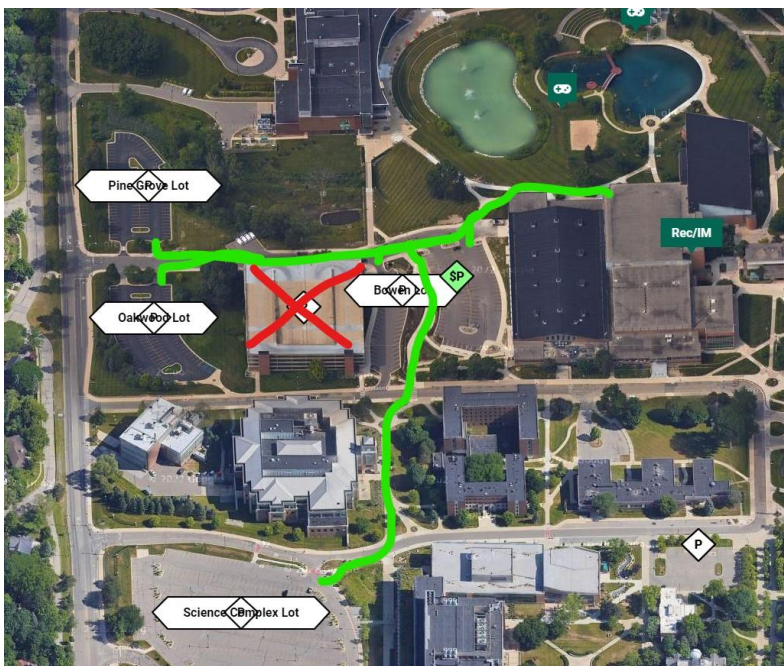 Pine Grove Lot
P
Rec/IM
$P
Bowen Lot
P
Oakwood Lot
P
P
Science Complex Lot
P